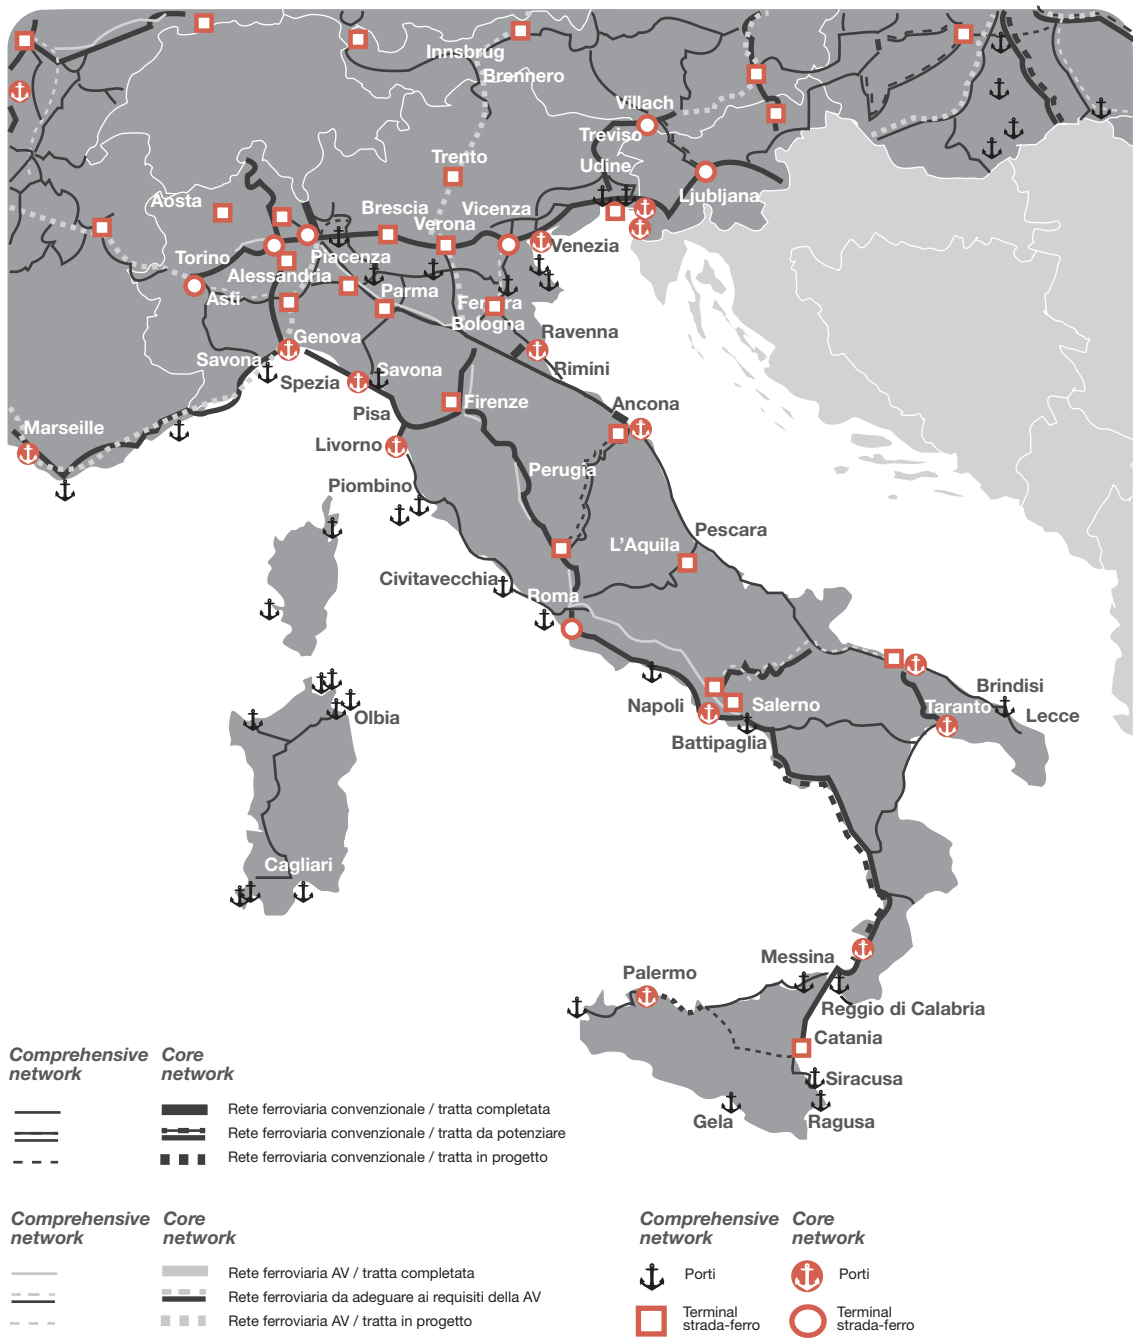 Innsbrug
Brennero
Villach
Treviso
Udine
Trento
Ljubljana
Aosta
Brescia
Vicenza
Verona
Venezia
Torino
Piacenza
Alessandria
Parma
Asti
Ferrara
Bologna
Genova
Ravenna
Savona
Savona
Rimini
Spezia
Pisa
Firenze
Ancona
Marseille
Livorno
Perugia
Piombino
Pescara
L'Aquila
Civitavecchia
Roma
Brindisi
Napoli
Salerno
Taranto
Lecce
Olbia
Battipaglia
Cagliari
Messina
Palermo
Reggio di Calabria
Catania
Siracusa
Gela
Ragusa
Comprehensive
network
Core
network
Rete ferroviaria convenzionale / tratta completata
Rete ferroviaria convenzionale / tratta da potenziare
Rete ferroviaria convenzionale / tratta in progetto
Comprehensive
network
Core
network
Rete ferroviaria AV / tratta completata
Rete ferroviaria da adeguare ai requisiti della AV
Rete ferroviaria AV / tratta in progetto
Comprehensive
network
Core
network
Porti
Porti
Terminal
strada-ferro
Terminal
strada-ferro